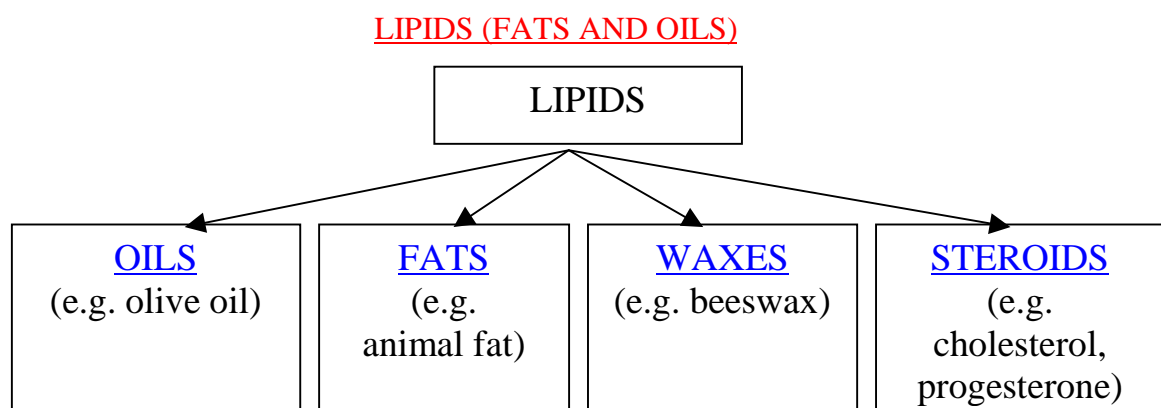 LIPIDS (FATS AND OILS)
LIPIDS
OILS
(e.g. olive oil)
FATS
(e.g.
animal fat)
WAXES
(e.g. beeswax)
STEROIDS
(e.g.
cholesterol,
progesterone)